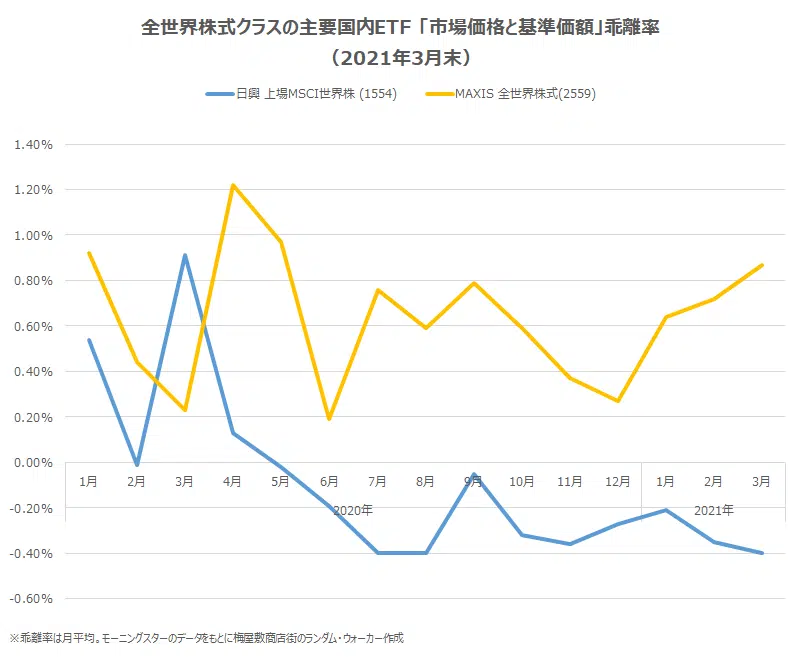 全世界株式クラスの主要国内ETF 「市場価格と基準価額」乖離率
（2021年3月末）
日興 上場MSCI世界株 (1554)
MAXIS 全世界株式(2559)
1.40%
1.20%
1.00%
0.80%
0.60%
0.40%
0.20%
0.00%
1月 2月 3月 4月 5月 6月 7月 8月 9月 10月 11月 12月 1月 2月 3月
-0.20%
2020年 2021年
-0.40%
-0.60%
※乖離率は月平均。モーニングスターのデータをもとに梅屋敷商店街のランダム・ウォーカー作成